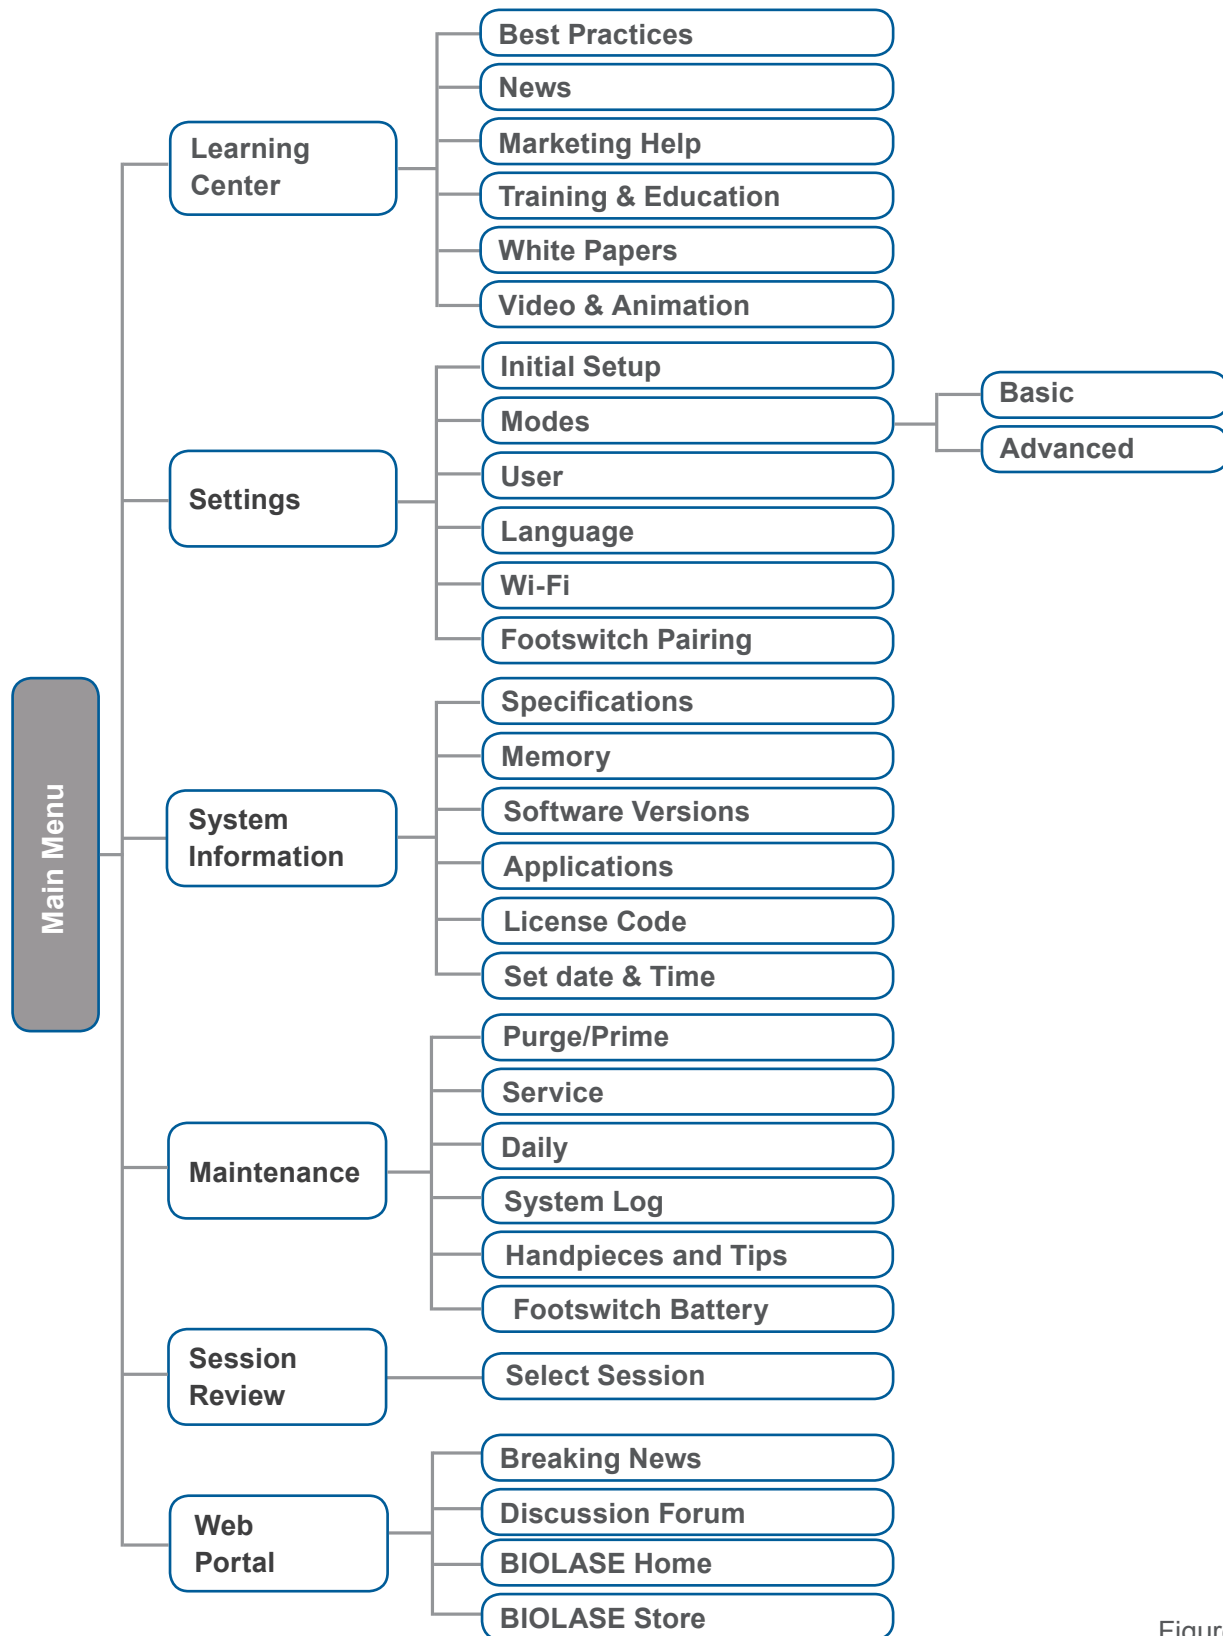 Main Menu
Learning
Center
Best Practices
News
Marketing Help
Training & Education
White Papers
Video & Animation
Settings
Initial Setup
Modes
Basic
Advanced
User
Language
Wi-Fi
Footswitch Pairing
System
Information
Specifications
Memory
Software Versions
Applications
License Code
Set date & Time
Maintenance
Purge/Prime
Service
Daily
System Log
Handpieces and Tips
Footswitch Battery
Session
Review
Select Session
Web
Portal
Breaking News
Discussion Forum
BIOLASE Home
BIOLASE Store
Figure